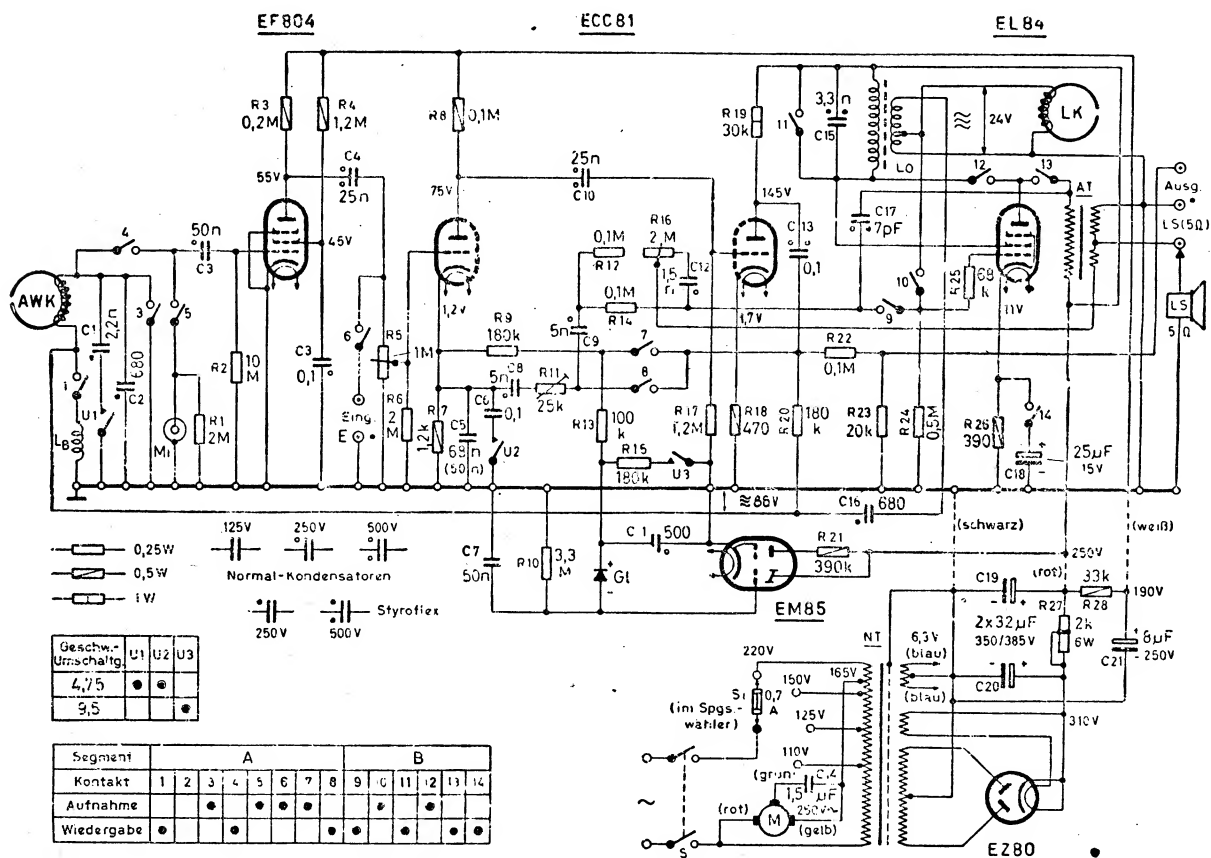 EF804
ECC81
EL84
R3
0,2M
R4
1,2M
R8
0,1M
R19
30k
11
3,3n
C15
LO
24V
LK
12
13
AT
Ausg.
LS(5Ω)
LS
5Ω
C4
25n
55V
45V
75V
25n
C10
145V
C13
0,1
C17
7pF
10
R25
68
k
11V
4
50n
C3
AWK
C1
2,2n
C2
680
3
5
1
U1
LB
Mi
R1
2M
R2
10
M
C3
0,1
6
R5
1M
Eing.
E
R6
2
M
R7
1,2k
1,2V
R9
180k
C5
68n
(50n)
C6
0,1
U2
C8
5n
R11
25k
5n
C9
0,1M
R12
0,1M
R14
R16
2 M
1,5
n
C12
1,7V
7
8
9
R22
0,1M
R13
100
k
R15
180k
U3
R17
1,2M
R18
470
R20
180
k
R23
20k
R24
0,5M
R26
390
14
C18
25µF
15V
≈86V
C16
680
(schwarz)
(weiß)
0,25W
0,5W
1W
125V
250V
500V
Normal-Kondensatoren
250V
500V
Styroflex
C7
50n
R10
3,3
M
500
Gl
EM85
R21
390k
250V
(rot)
C19
2x32µF
350/385V
C20
33k
R28
190V
R27
2k
6W
C21
8µF
250V
310V
Geschw.-
Umschaltg.
U1
U2
U3
4,75
● ●
9,5
●
NT
6,3V
(blau)
(blau)
220V
165V
150V
125V
110V
Si
0,7
A
(im Spgs.-
wähler)
(grün)
1,5 µF
250V~
(gelb)
(rot)
M
~
S
EZ80
Segment A B
Kontakt 1 2 3 4 5 6 7 8 9 10 11 12 13 14
Aufnahme ● ● ● ● ● ●
Wiedergabe ● ● ● ● ● ● ●